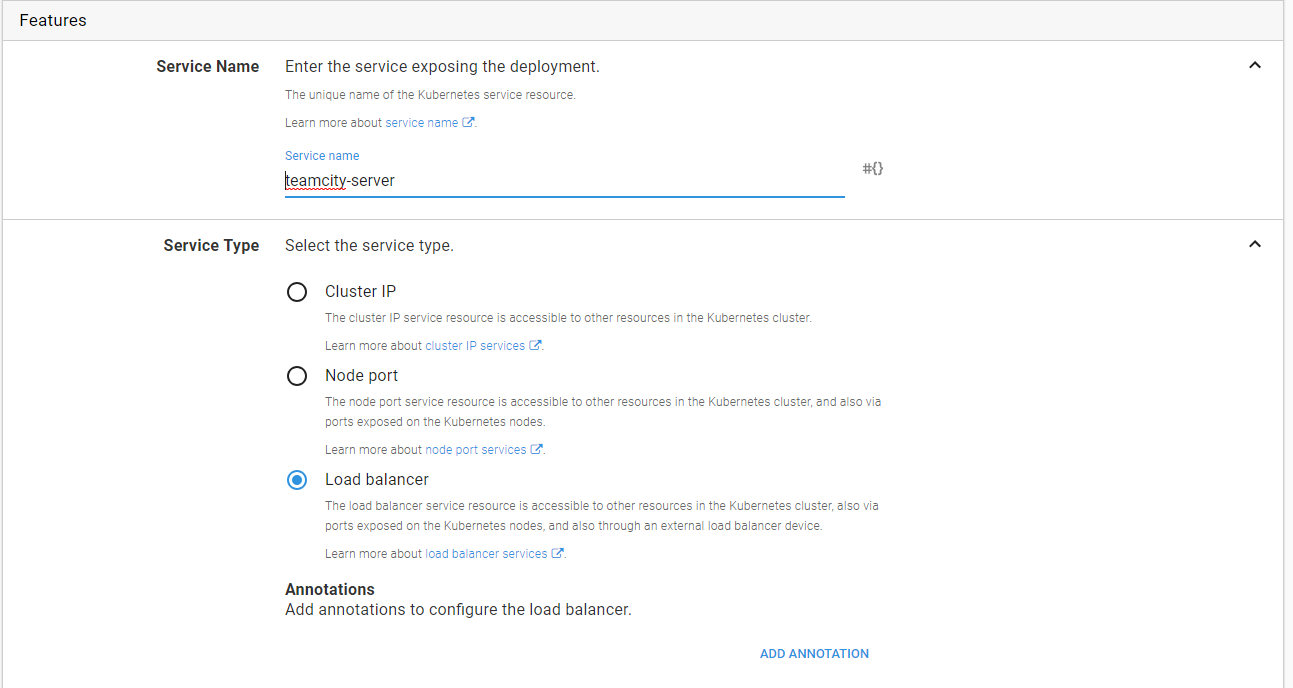 Features
Service Name
Enter the service exposing the deployment.
The unique name of the Kubernetes service resource.
Learn more about service name.
Service name
teamcity-server
#{}
Service Type
Select the service type.
Cluster IP
The cluster IP service resource is accessible to other resources in the Kubernetes cluster.
Learn more about cluster IP services.
Node port
The node port service resource is accessible to other resources in the Kubernetes cluster, and also via
ports exposed on the Kubernetes nodes.
Learn more about node port services.
Load balancer
The load balancer service resource is accessible to other resources in the Kubernetes cluster, also via
ports exposed on the Kubernetes nodes, and also through an external load balancer device.
Learn more about load balancer services.
Annotations
Add annotations to configure the load balancer.
ADD ANNOTATION